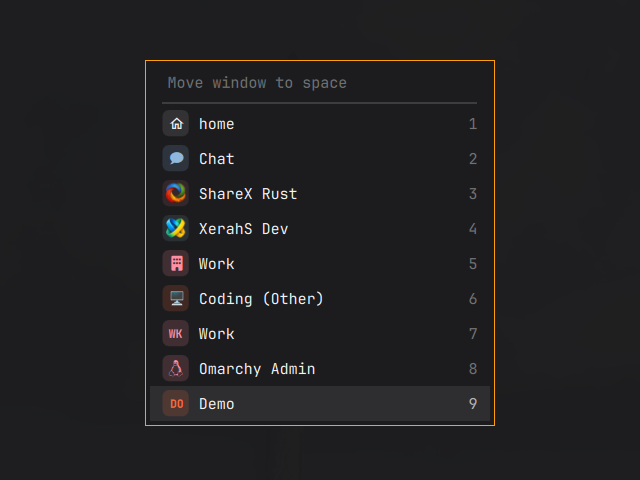 Move window to space
home 1
Chat 2
ShareX Rust 3
XerahS Dev 4
Work 5
Coding (Other) 6
WK Work 7
Omarchy Admin 8
DO Demo 9